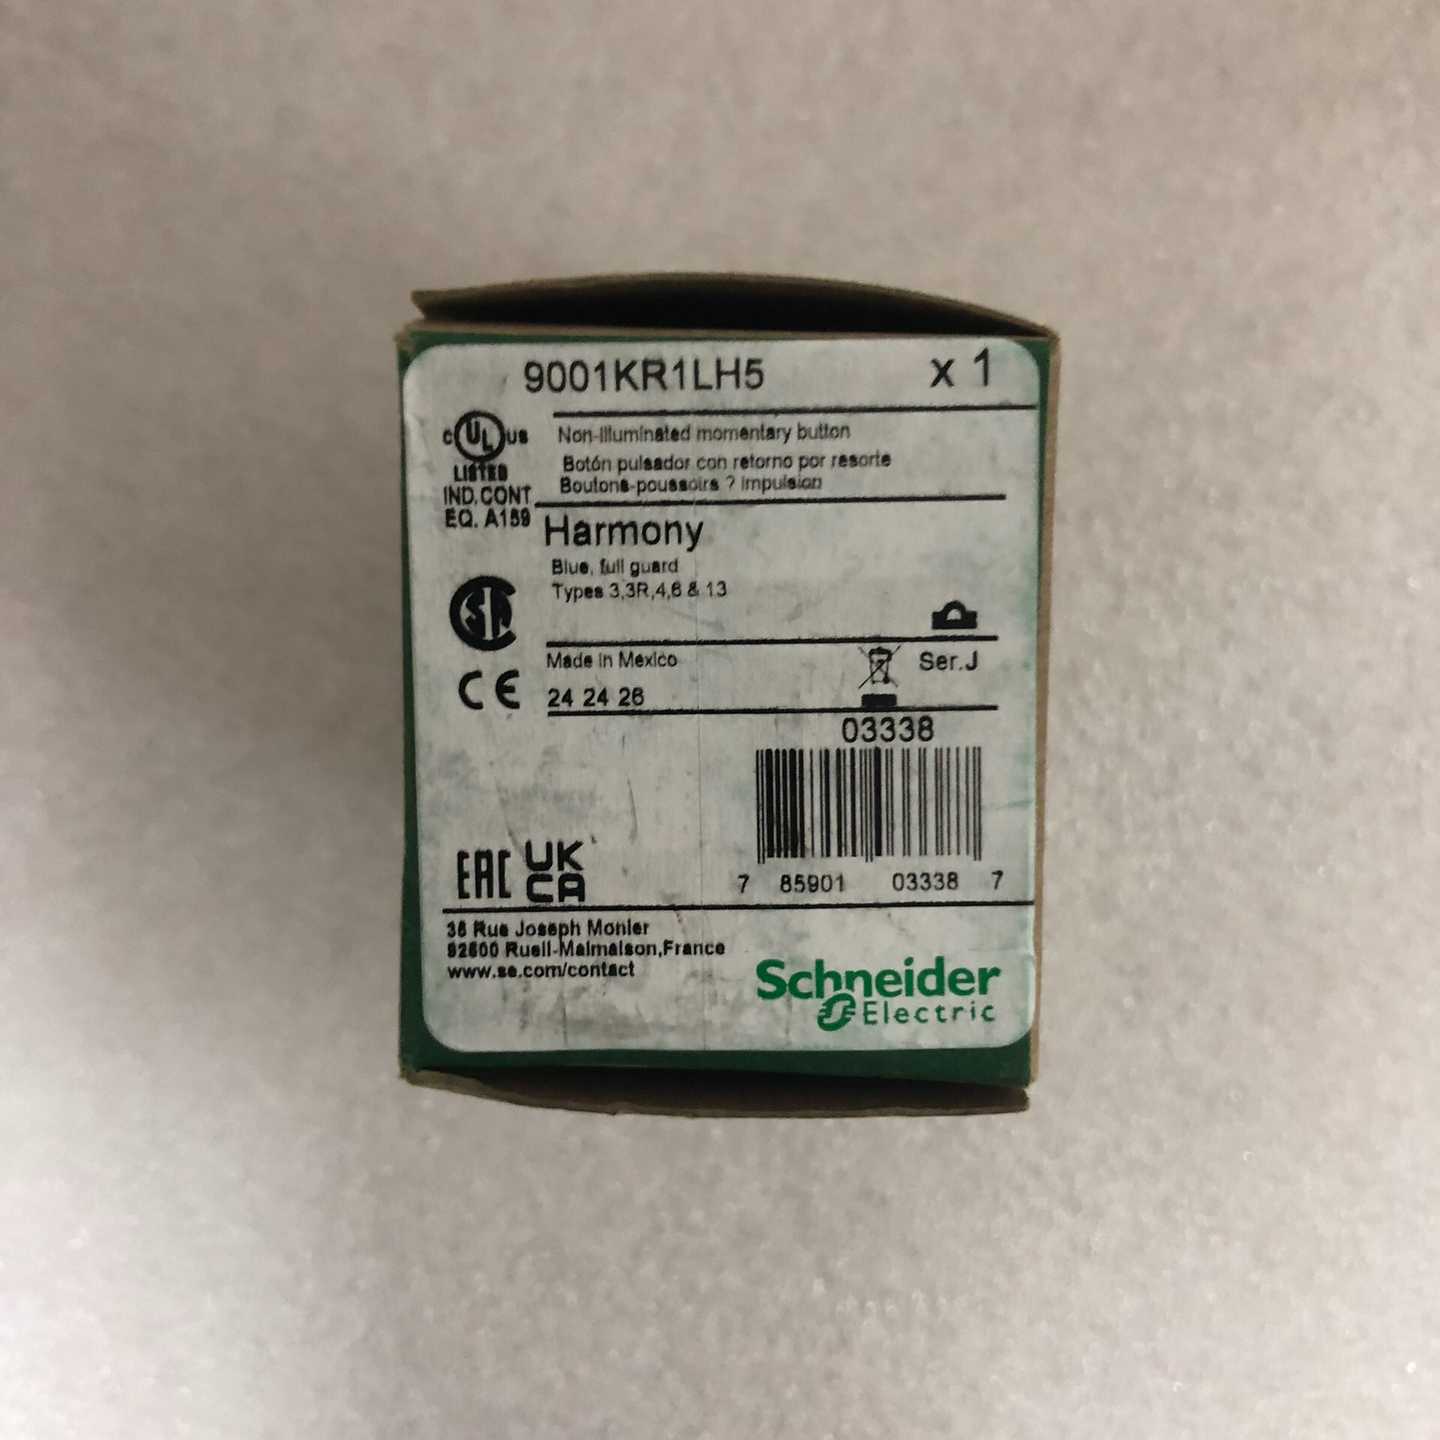 9001KR1LH5 x 1
c UL us
LISTED
IND.CONT
EQ. A159
Non-illuminated momentary button
Botón pulsador con retorno por resorte
Boutons-poussoirs ? impulsion
Harmony
Blue, full guard
Types 3,3R,4,6 & 13
SA
CE
Made in Mexico
Ser.J
24 24 26
03338
7 85901 03338 7
EAC UK
CA
35 Rue Joseph Monier
92500 Rueil-Malmaison,France
www.se.com/contact
Schneider
Electric